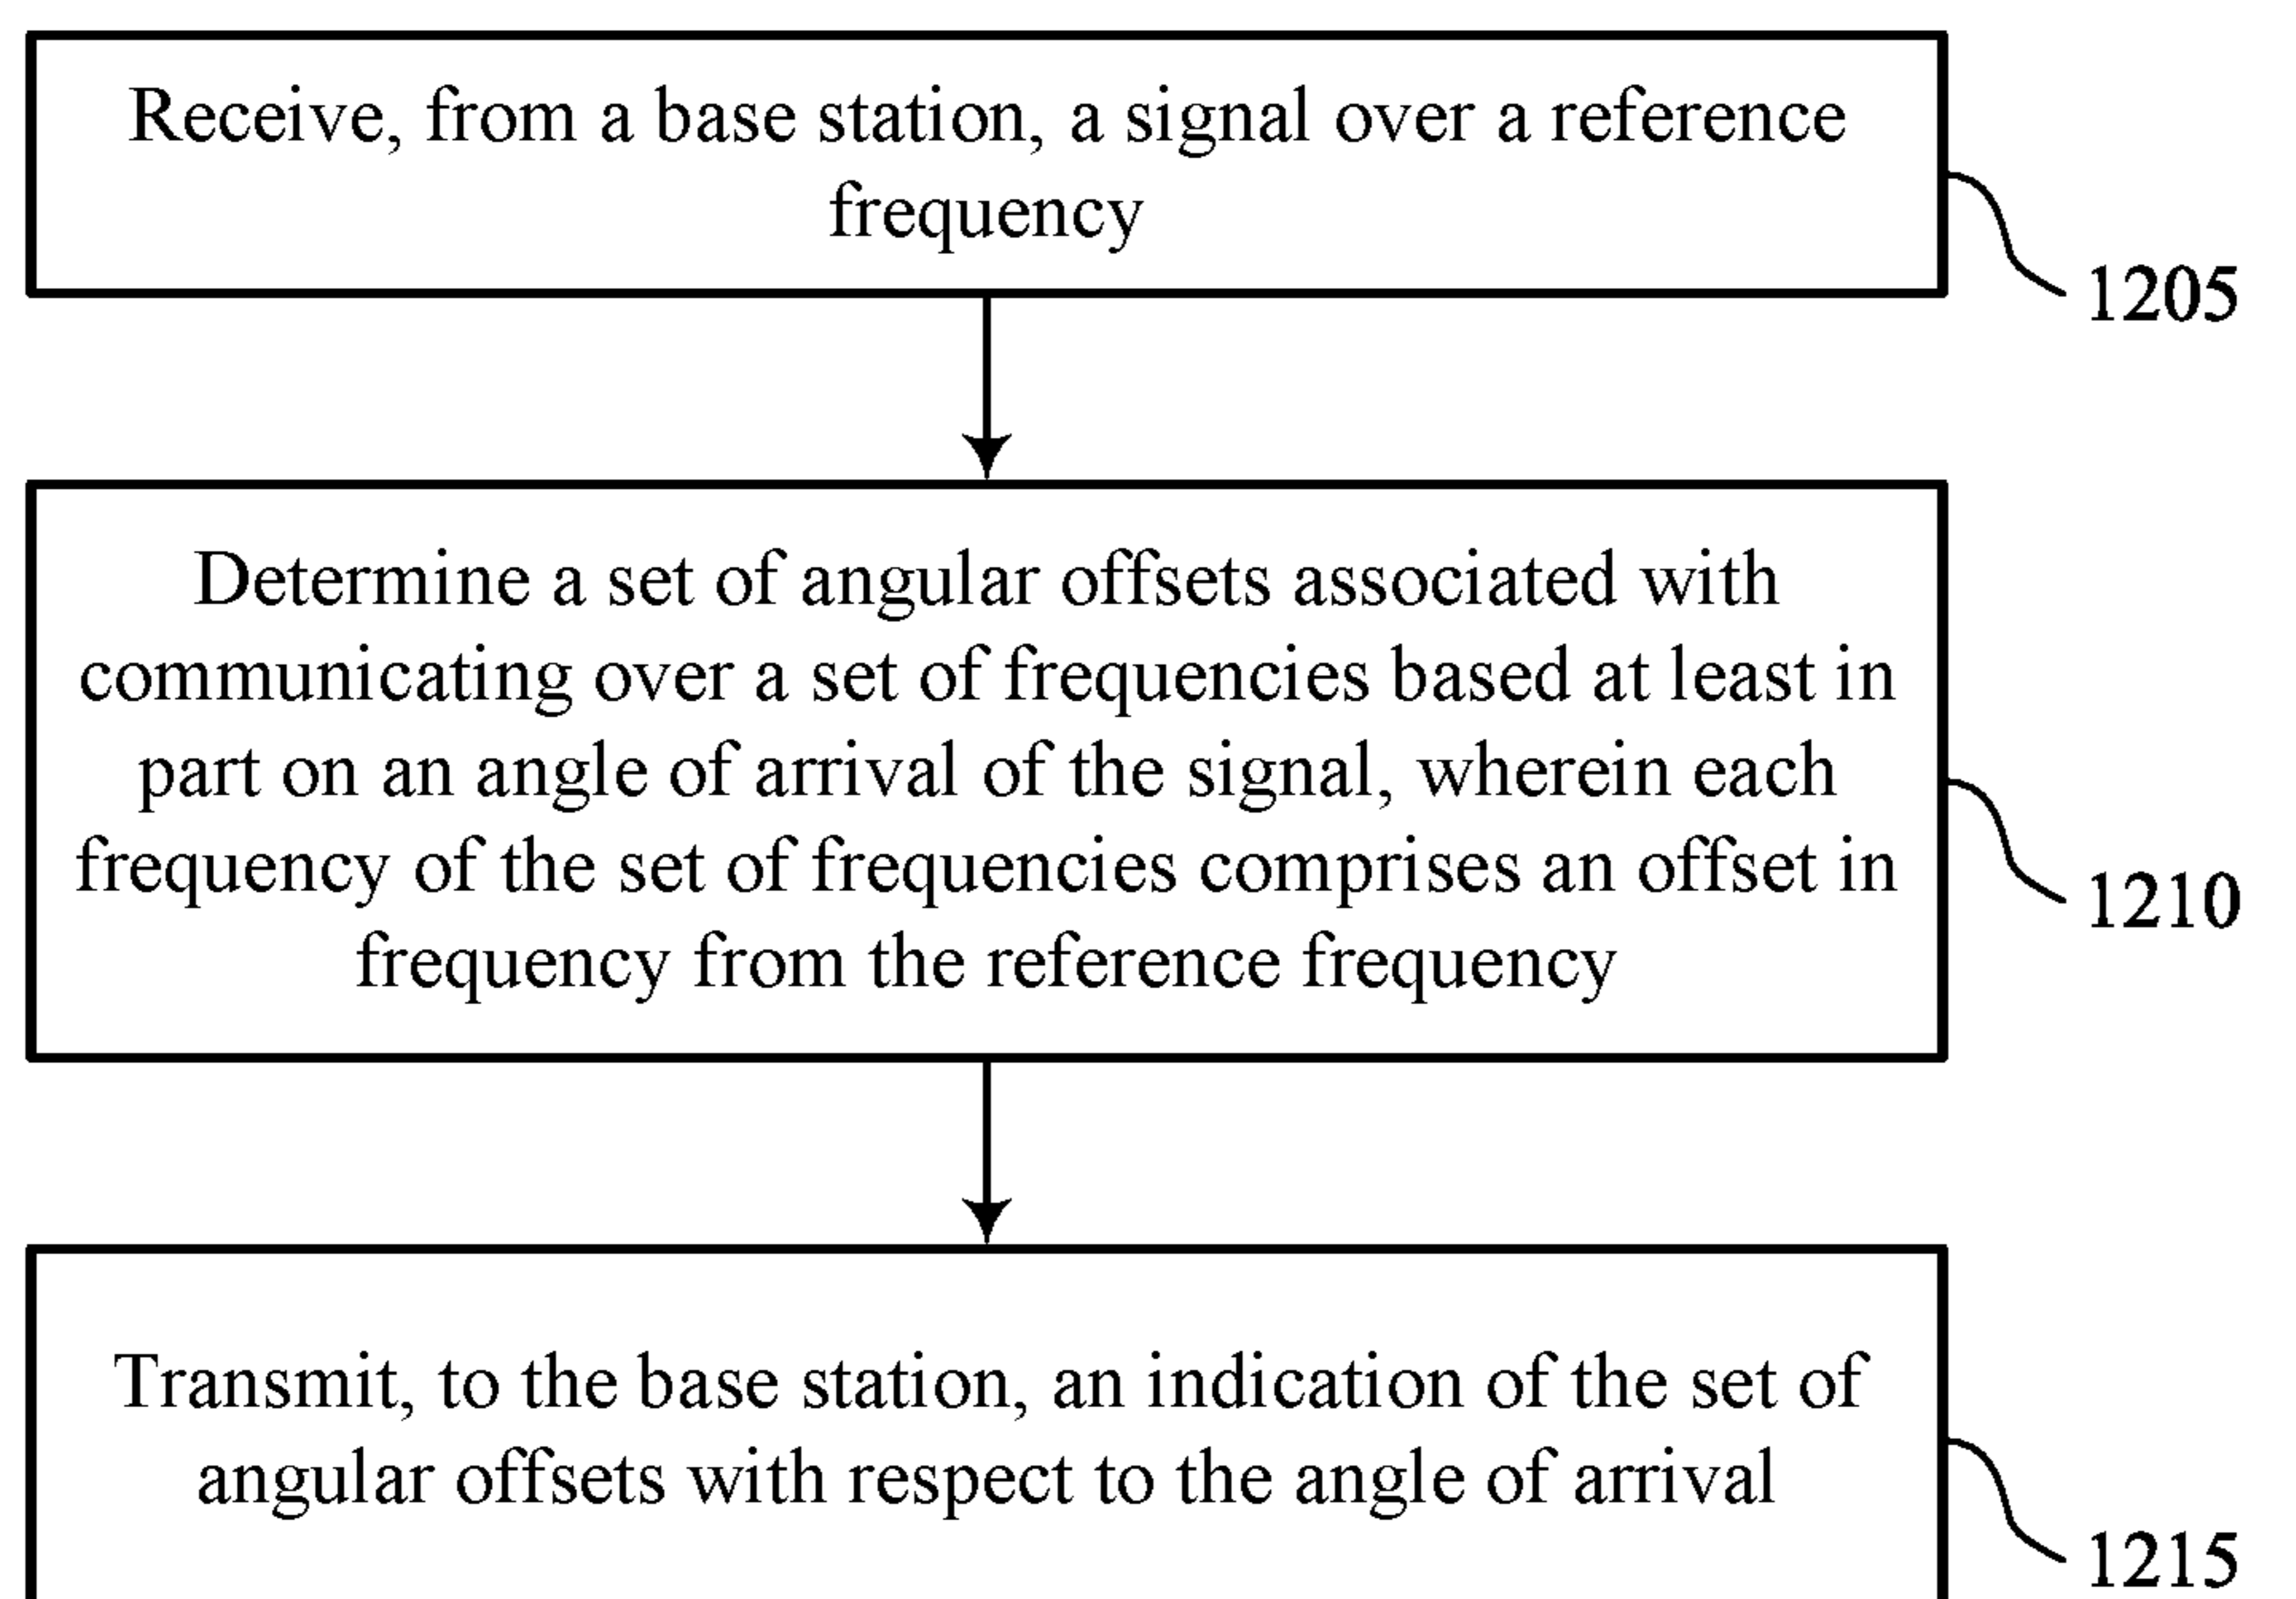 Receive, from a base station, a signal over a reference
frequency
1205
Determine a set of angular offsets associated with
communicating over a set of frequencies based at least in
part on an angle of arrival of the signal, wherein each
frequency of the set of frequencies comprises an offset in
frequency from the reference frequency
1210
Transmit, to the base station, an indication of the set of
angular offsets with respect to the angle of arrival
1215